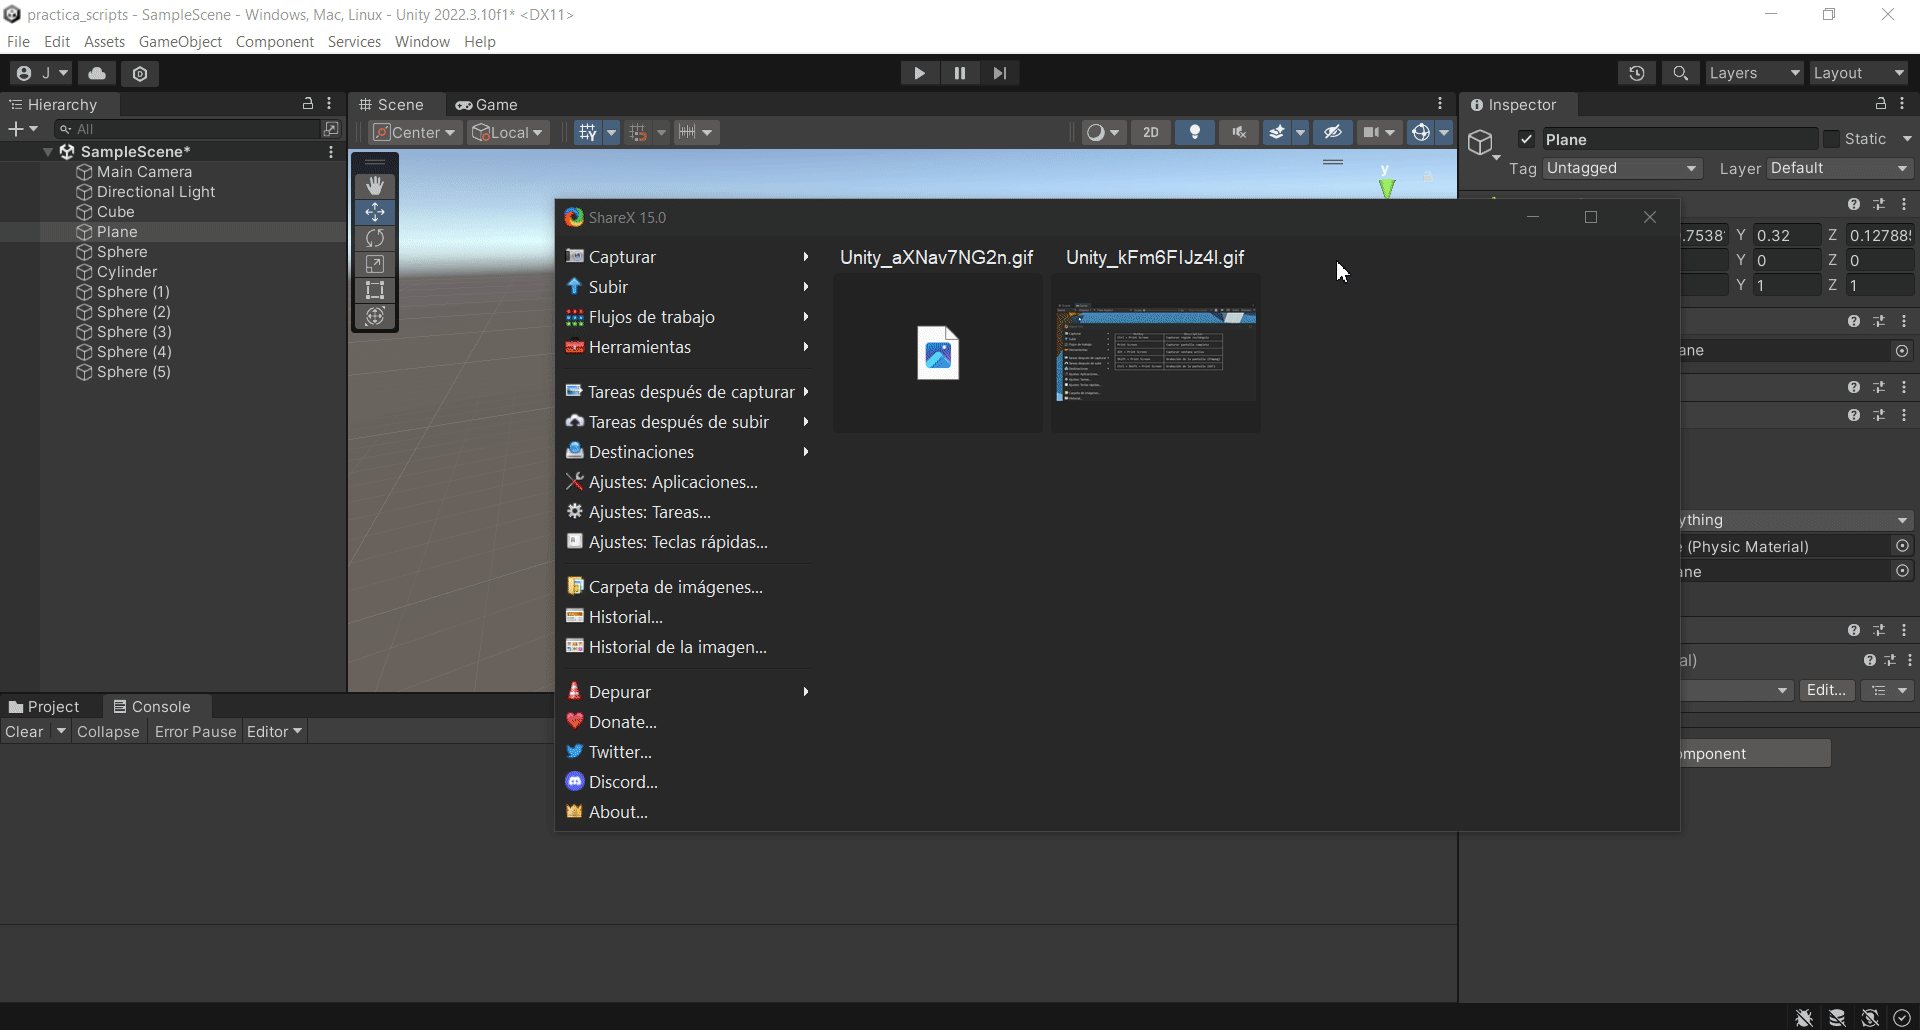 practica_scripts - SampleScene - Windows, Mac, Linux - Unity 2022.3.10f1* <DX11>
File Edit Assets GameObject Component Services Window Help
J Layers Layout
Hierarchy
All
SampleScene*
Main Camera
Directional Light
Cube
Plane
Sphere
Cylinder
Sphere (1)
Sphere (2)
Sphere (3)
Sphere (4)
Sphere (5)
Scene Game
Center Local 2D
y
Inspector
Plane Static
Tag Untagged Layer Default
.7538 Y 0.32 Z 0.12788
Y 0 Z 0
Y 1 Z 1
ane
ything
(Physic Material)
ane
al)
Edit...
mponent
ShareX 15.0
Capturar
Subir
Flujos de trabajo
Herramientas
Tareas después de capturar
Tareas después de subir
Destinaciones
Ajustes: Aplicaciones...
Ajustes: Tareas...
Ajustes: Teclas rápidas...
Carpeta de imágenes...
Historial...
Historial de la imagen...
Depurar
Donate...
Twitter...
Discord...
About...
Unity_aXNav7NG2n.gif
Unity_kFm6FIJz4l.gif
Project Console
Clear Collapse Error Pause Editor